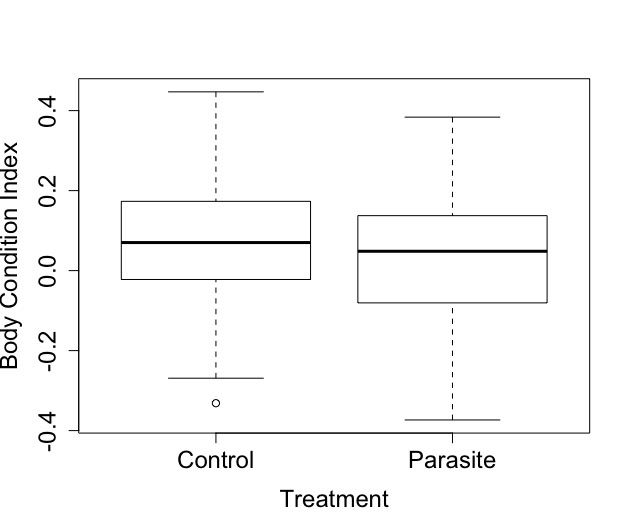 Body Condition Index
0.4
0.2
0.0
-0.2
-0.4
Control Parasite
Treatment